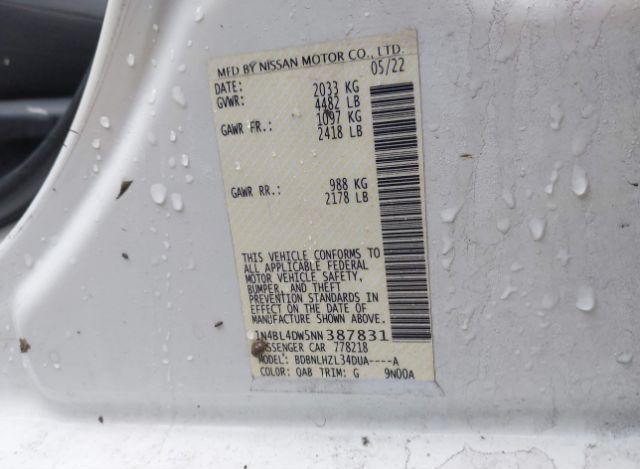 MFD BY NISSAN MOTOR CO., LTD.
DATE: 05/22
GVWR: 2033 KG
4482 LB
GAWR FR.: 1097 KG
2418 LB
GAWR RR.: 988 KG
2178 LB
THIS VEHICLE CONFORMS TO
ALL APPLICABLE FEDERAL
MOTOR VEHICLE SAFETY,
BUMPER, AND THEFT
PREVENTION STANDARDS IN
EFFECT ON THE DATE OF
MANUFACTURE SHOWN ABOVE.
1N4BL4DW5NN387831
PASSENGER CAR 778218
MODEL: BDBNLHZL34DUA----A
COLOR: QAB TRIM: G 9N00A